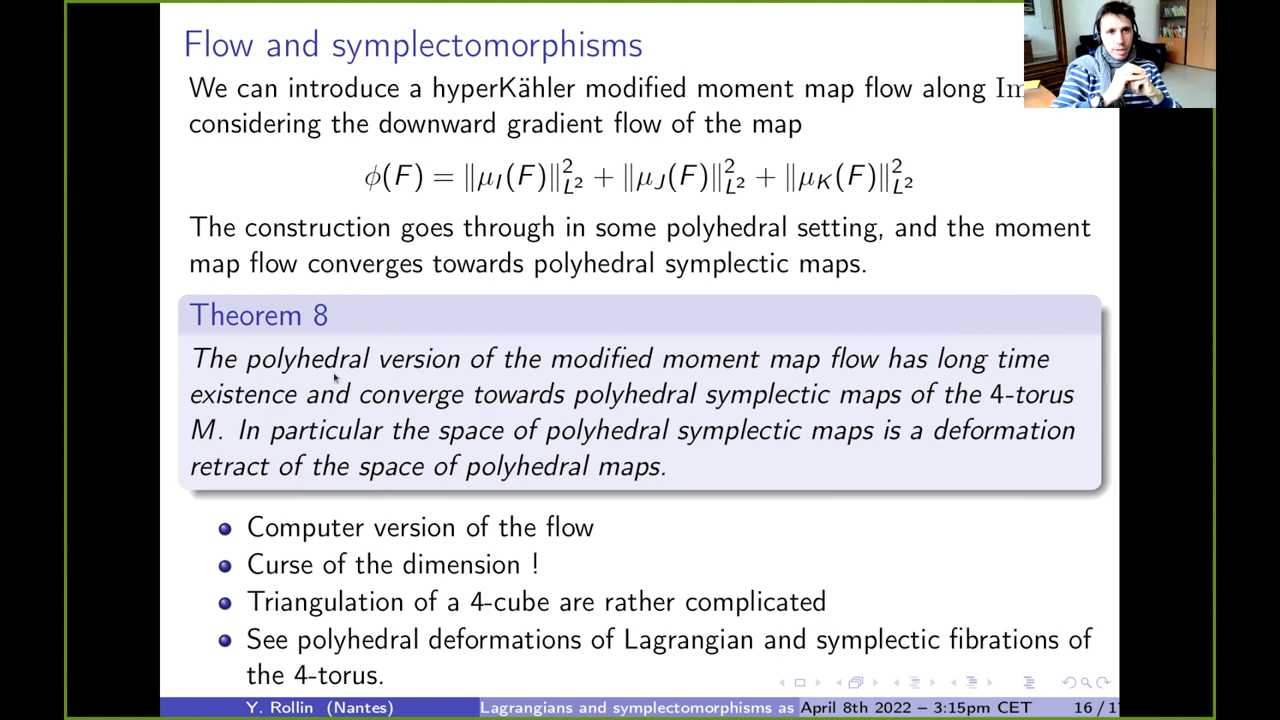 Flow and symplectomorphisms
We can introduce a hyperKähler modified moment map flow along Im
considering the downward gradient flow of the map
ϕ(F) = ‖μ_I(F)‖²_{L²} + ‖μ_J(F)‖²_{L²} + ‖μ_K(F)‖²_{L²}
The construction goes through in some polyhedral setting, and the moment
map flow converges towards polyhedral symplectic maps.
Theorem 8
The polyhedral version of the modified moment map flow has long time
existence and converge towards polyhedral symplectic maps of the 4-torus
M. In particular the space of polyhedral symplectic maps is a deformation
retract of the space of polyhedral maps.
Computer version of the flow
Curse of the dimension !
Triangulation of a 4-cube are rather complicated
See polyhedral deformations of Lagrangian and symplectic fibrations of
the 4-torus.
Y. Rollin (Nantes) Lagrangians and symplectomorphisms as April 8th 2022 – 3:15pm CET 16 / 1